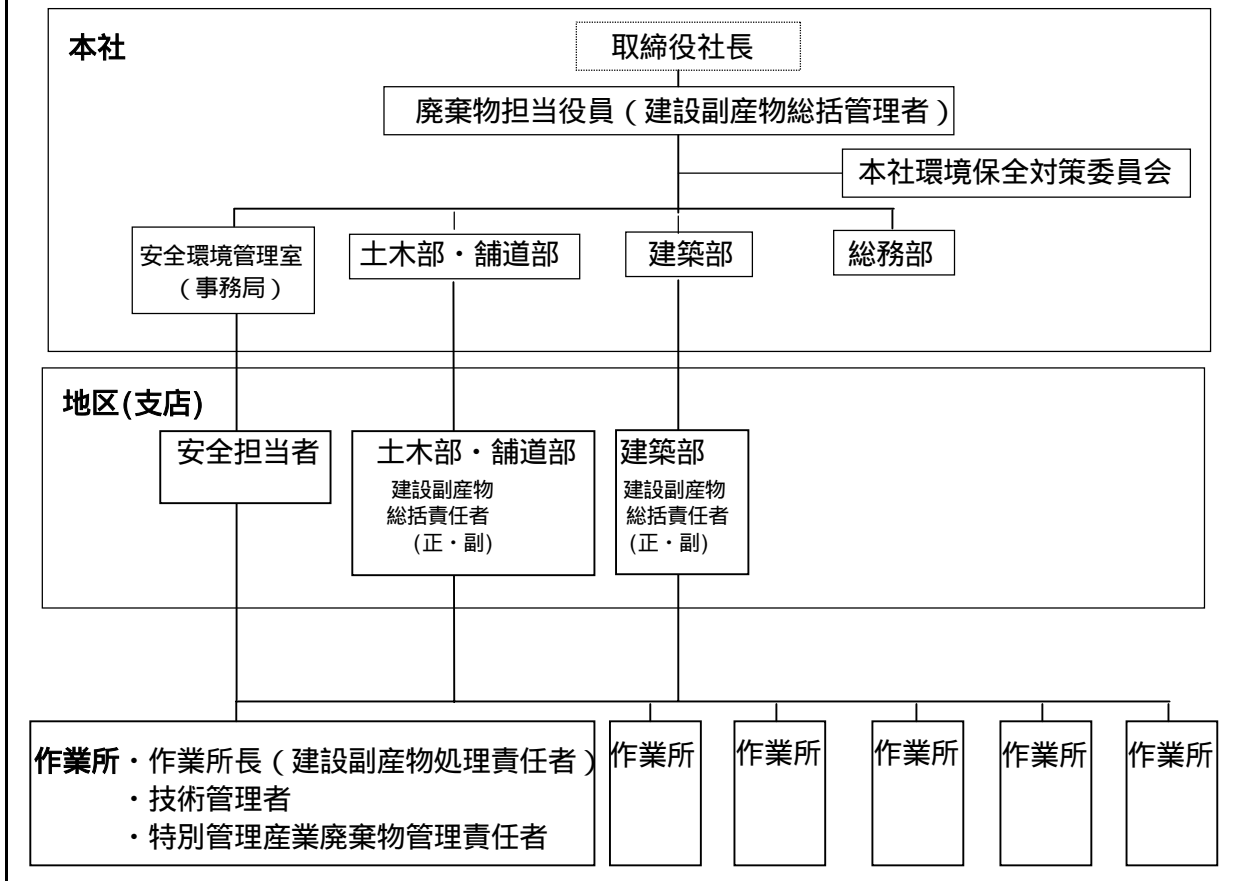 本社
取締役社長
廃棄物担当役員(建設副産物総括管理者)
本社環境保全対策委員会
安全環境管理室
(事務局)
土木部・舗道部
建築部
総務部
地区(支店)
安全担当者
土木部・舗道部
建設副産物
総括責任者
(正・副)
建築部
建設副産物
総括責任者
(正・副)
作業所・作業所長(建設副産物処理責任者)
・技術管理者
・特別管理産業廃棄物管理責任者
作業所
作業所
作業所
作業所
作業所